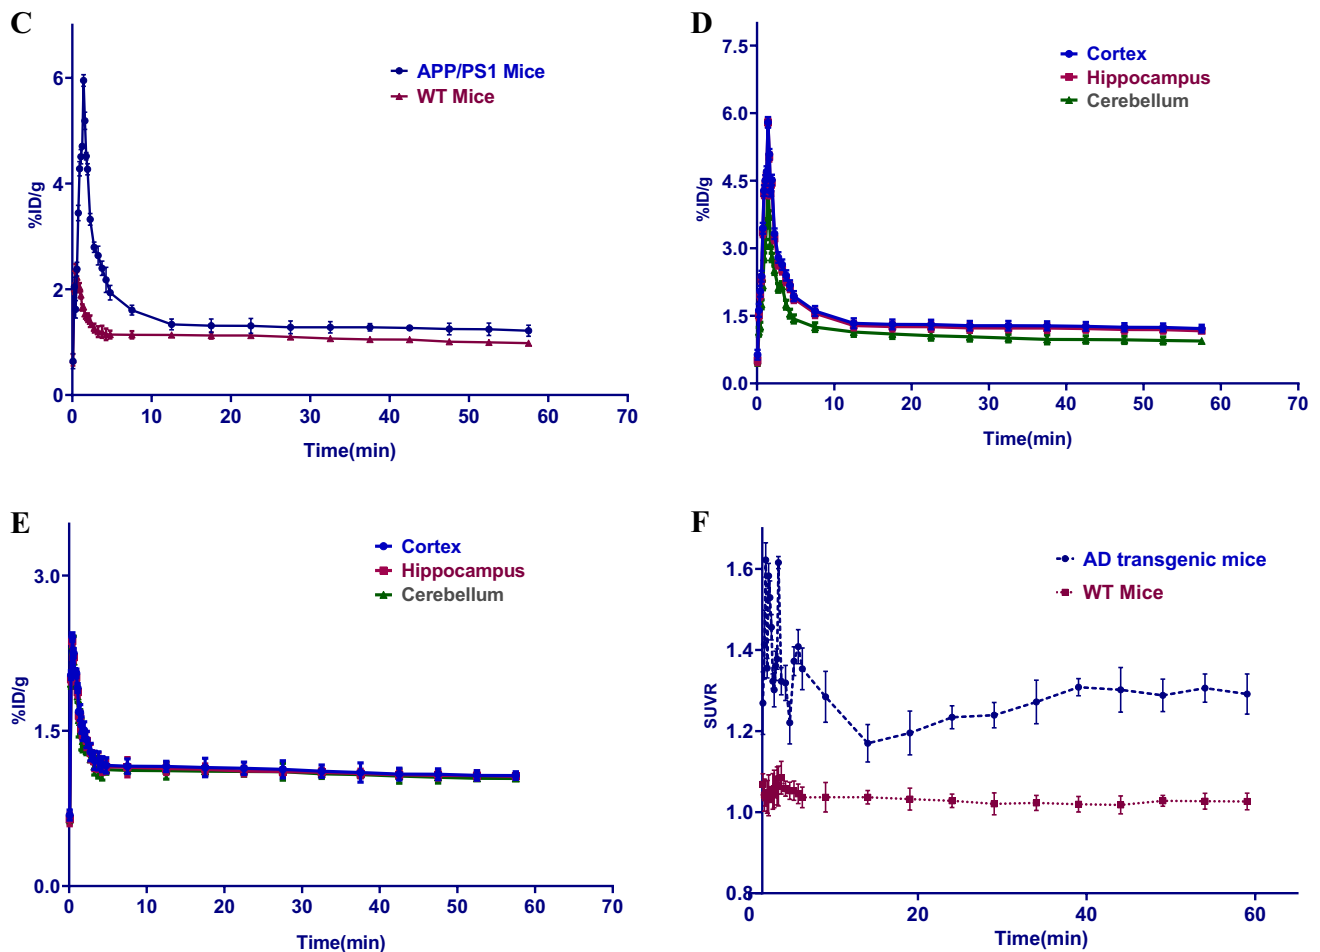 C
6
4
2
0
%ID/g
APP/PS1 Mice
WT Mice
0 10 20 30 40 50 60 70
Time(min)
D
7.5
6.0
4.5
3.0
1.5
0.0
%ID/g
Cortex
Hippocampus
Cerebellum
0 10 20 30 40 50 60 70
Time(min)
E
3.0
1.5
0.0
%ID/g
Cortex
Hippocampus
Cerebellum
0 10 20 30 40 50 60 70
Time(min)
F
1.6
1.4
1.2
1.0
0.8
SUVR
AD transgenic mice
WT Mice
0 20 40 60
Time(min)